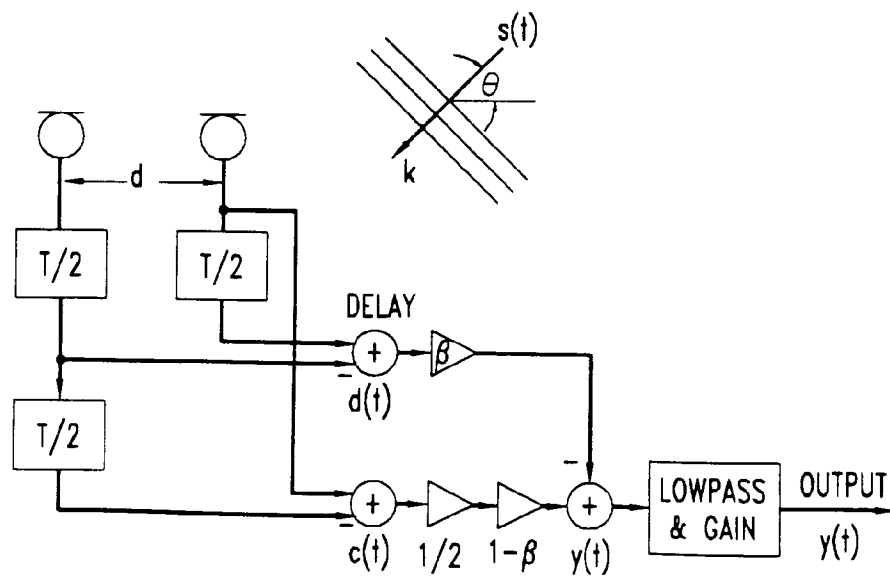 s(t)
θ
k
d
T/2
T/2
DELAY
+
β
−
d(t)
T/2
−
+
−
c(t)
1/2
1-β
+
y(t)
LOWPASS
& GAIN
OUTPUT
y(t)